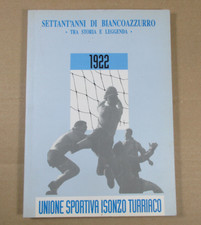 SETTANT'ANNI DI BIANCOAZZURRO
• TRA STORIA E LEGGENDA •
1922
UNIONE SPORTIVA ISONZO TURRIACO